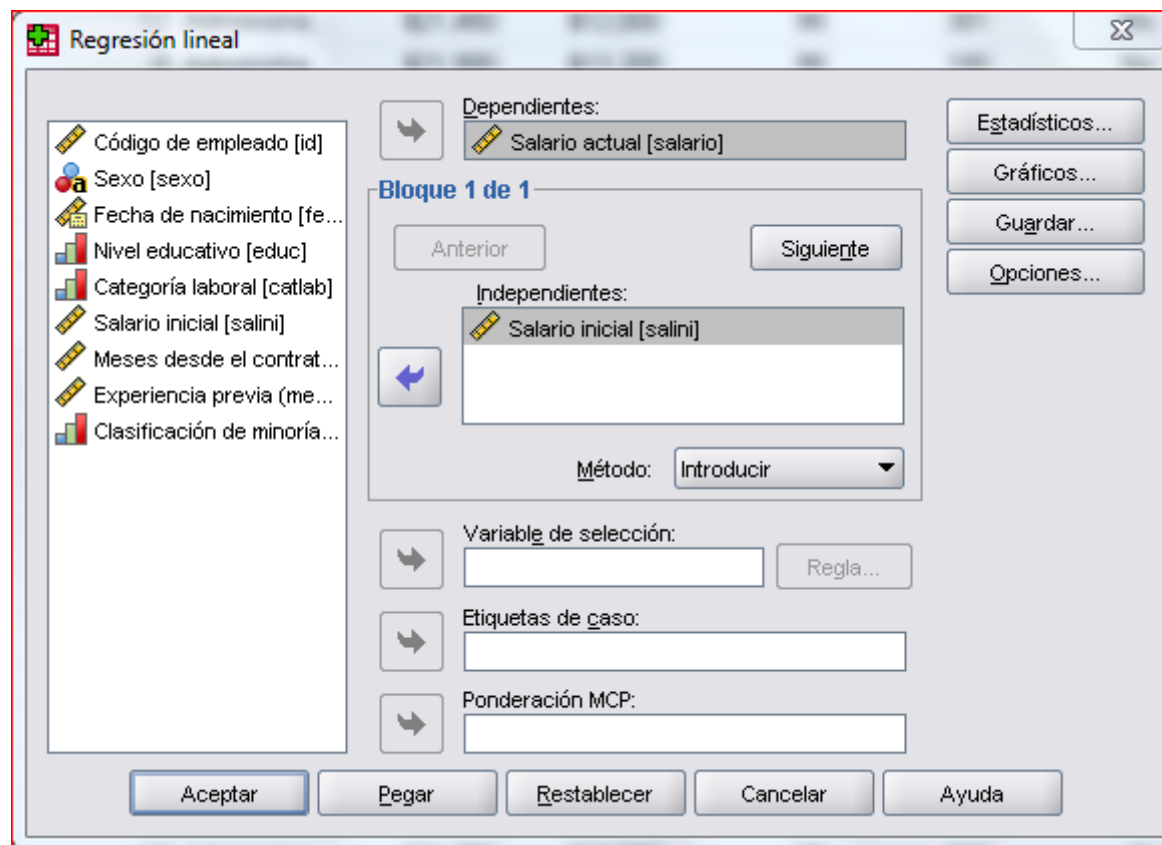 Regresión lineal
Código de empleado [id]
Sexo [sexo]
Fecha de nacimiento [fe...
Nivel educativo [educ]
Categoría laboral [catlab]
Salario inicial [salini]
Meses desde el contrat...
Experiencia previa (me...
Clasificación de minoría...
Dependientes:
Salario actual [salario]
Bloque 1 de 1
Anterior
Siguiente
Independientes:
Salario inicial [salini]
Método:
Introducir
Variable de selección:
Regla...
Etiquetas de caso:
Ponderación MCP:
Estadísticos...
Gráficos...
Guardar...
Opciones...
Aceptar
Pegar
Restablecer
Cancelar
Ayuda